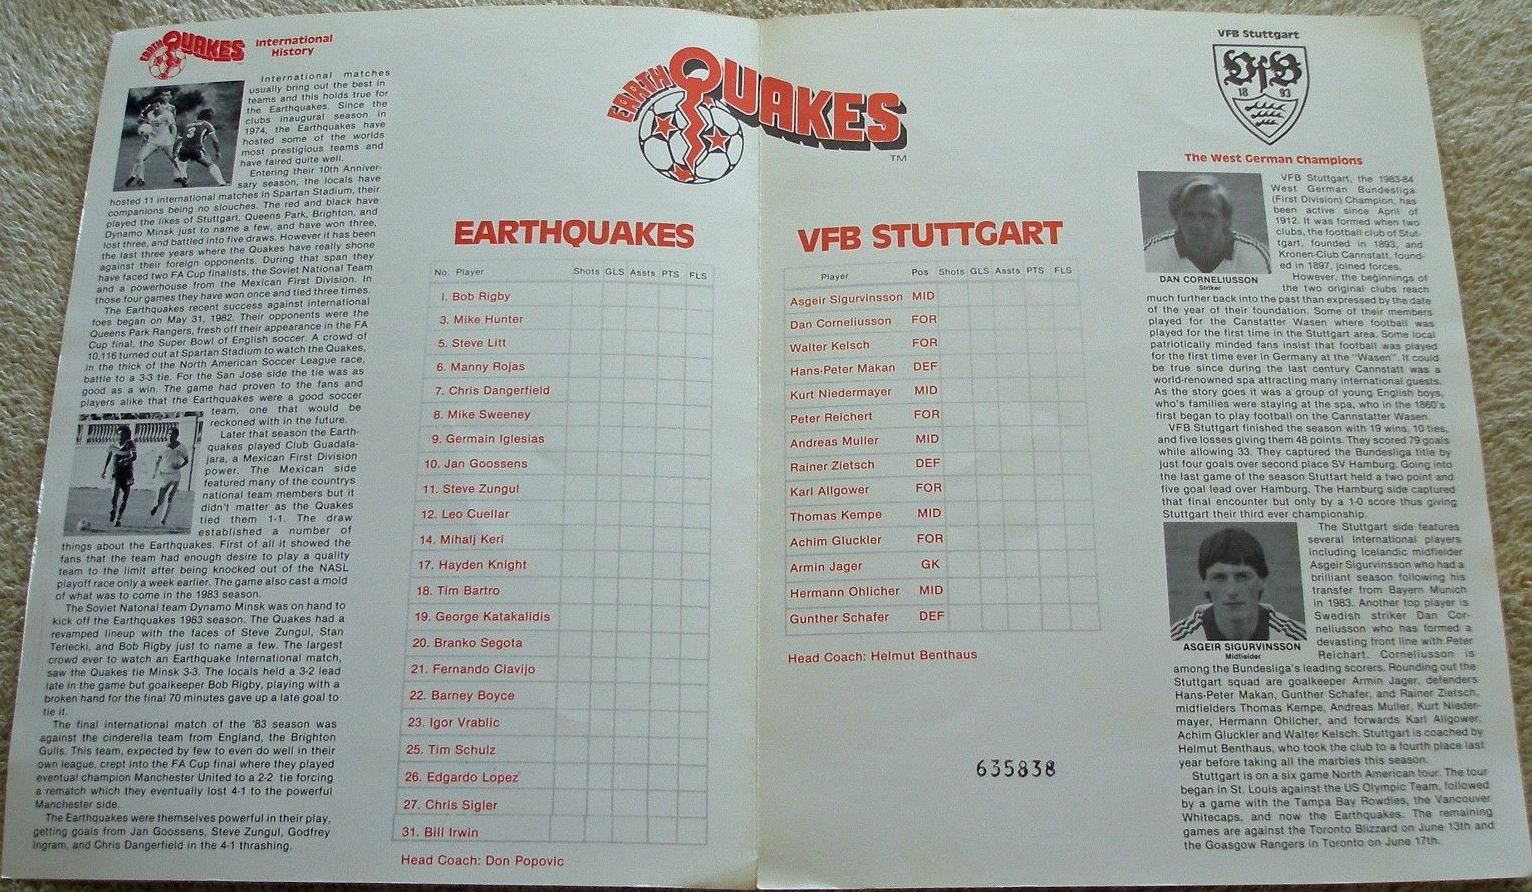 EARTH QUAKES
International
History
International matches
usually bring out the best in
teams and this holds true for
the Earthquakes. Since the
clubs inaugural season in
1974, the Earthquakes have
hosted some of the worlds
most prestigious teams and
have faired quite well.
Entering their 10th Anniver-
sary season, the locals have
hosted 11 international matches in Spartan Stadium, their
companions being no slouches. The red and black have
played the likes of Stuttgart, Queens Park, Brighton, and
Dynamo Minsk just to name a few, and have won three,
lost three, and battled into five draws. However it has been
the last three years where the Quakes have really shone
against their foreign opponents. During that span they
have faced two FA Cup finalists, the Soviet National Team
and a powerhouse from the Mexican First Division. In
those four games they have won once and tied three times.
The Earthquakes recent success against international
foes began on May 31, 1982. Their opponents were the
Queens Park Rangers, fresh off their appearance in the FA
Cup final, the Super Bowl of English soccer. A crowd of
10,116 turned out at Spartan Stadium to watch the Quakes,
in the thick of the North American Soccer League race,
battle to a 3-3 tie. For the San Jose side the tie was as
good as a win. The game had proven to the fans and
players alike that the Earthquakes were a good soccer
team, one that would be
reckoned with in the future.
Later that season the Earth-
quakes played Club Guadala-
jara, a Mexican First Division
power. The Mexican side
featured many of the countrys
national team members but it
didn't matter as the Quakes
tied them 1-1. The draw
established a number of
things about the Earthquakes. First of all it showed the
fans that the team had enough desire to play a quality
team to the limit after being knocked out of the NASL
playoff race only a week earlier. The game also cast a mold
of what was to come in the 1983 season.
The Soviet Natonal team Dynamo Minsk was on hand to
kick off the Earthquakes 1983 season. The Quakes had a
revamped lineup with the faces of Steve Zungul, Stan
Terlecki, and Bob Rigby just to name a few. The largest
crowd ever to watch an Earthquake International match,
saw the Quakes tie Minsk 3-3. The locals held a 3-2 lead
late in the game but goalkeeper Bob Rigby, playing with a
broken hand for the final 70 minutes gave up a late goal to
tie it.
The final international match of the '83 season was
against the cinderella team from England, the Brighton
Gulls. This team, expected by few to even do well in their
own league, crept into the FA Cup final where they played
eventual champion Manchester United to a 2-2 tie forcing
a rematch which they eventually lost 4-1 to the powerful
Manchester side.
The Earthquakes were themselves powerful in their play,
getting goals from Jan Goossens, Steve Zungul, Godfrey
Ingram, and Chris Dangerfield in the 4-1 thrashing.
EARTH QUAKES TM
EARTHQUAKES
No. Player Shots GLS Assts PTS FLS
1. Bob Rigby
3. Mike Hunter
5. Steve Litt
6. Manny Rojas
7. Chris Dangerfield
8. Mike Sweeney
9. Germain Iglesias
10. Jan Goossens
11. Steve Zungul
12. Leo Cuellar
14. Mihalj Keri
17. Hayden Knight
18. Tim Bartro
19. George Katakalidis
20. Branko Segota
21. Fernando Clavijo
22. Barney Boyce
23. Igor Vrablic
25. Tim Schulz
26. Edgardo Lopez
27. Chris Sigler
31. Bill Irwin
Head Coach: Don Popovic
VFB STUTTGART
Player Pos Shots GLS Assts PTS FLS
Asgeir Sigurvinsson MID
Dan Corneliusson FOR
Walter Kelsch FOR
Hans-Peter Makan DEF
Kurt Niedermayer MID
Peter Reichert FOR
Andreas Muller MID
Rainer Zietsch DEF
Karl Allgower FOR
Thomas Kempe MID
Achim Gluckler FOR
Armin Jager GK
Hermann Ohlicher MID
Gunther Schafer DEF
Head Coach: Helmut Benthaus
635838
VFB Stuttgart
VfB
18 93
The West German Champions
DAN CORNELIUSSON
Striker
VFB Stuttgart, the 1983-84
West German Bundesliga
(First Division) Champion, has
been active since April of
1912. It was formed when two
clubs, the football club of Stut-
tgart, founded in 1893, and
Kronen-Club Cannstatt, found-
ed in 1897, joined forces.
However, the beginings of
the two original clubs reach
much further back into the past than expressed by the date
of the year of their foundation. Some of their members
played for the Canstatter Wasen where football was
played for the first time in the Stuttgart area. Some local
patriotically minded fans insist that football was played
for the first time ever in Germany at the "Wasen". It could
be true since during the last century Cannstatt was a
world-renowned spa attracting many international guests.
As the story goes it was a group of young English boys,
who's families were staying at the spa, who in the 1860's
first began to play football on the Cannstatter Wasen.
VFB Stuttgart finished the season with 19 wins, 10 ties,
and five losses giving them 48 points. They scored 79 goals
while allowing 33. They captured the Bundesliga title by
just four goals over second place SV Hamburg. Going into
the last game of the season Stuttart held a two point and
five goal lead over Hamburg. The Hamburg side captured
that final encounter but only by a 1-0 score thus giving
Stuttgart their third ever championship.
ASGEIR SIGURVINSSON
Midfielder
The Stuttgart side features
several International players
including Icelandic midfielder
Asgeir Sigurvinsson who had a
brilliant season following his
transfer from Bayern Munich
in 1983. Another top player is
Swedish striker Dan Cor-
neliusson who has formed a
devasting front line with Peter
Reichart. Corneliusson is
among the Bundesliga's leading scorers. Rounding out the
Stuttgart squad are goalkeeper Armin Jager, defenders
Hans-Peter Makan, Gunther Schafer, and Rainer Zietsch,
midfielders Thomas Kempe, Andreas Muller, Kurt Nieder-
mayer, Hermann Ohlicher, and forwards Karl Allgower,
Achim Gluckler and Walter Kelsch. Stuttgart is coached by
Helmut Benthaus, who took the club to a fourth place last
year before taking all the marbles this season.
Stuttgart is on a six game North American tour. The tour
began in St. Louis against the US Olympic Team, followed
by a game with the Tampa Bay Rowdies, the Vancouver
Whitecaps, and now the Earthquakes. The remaining
games are against the Toronto Blizzard on June 13th and
the Goasgow Rangers in Toronto on June 17th.